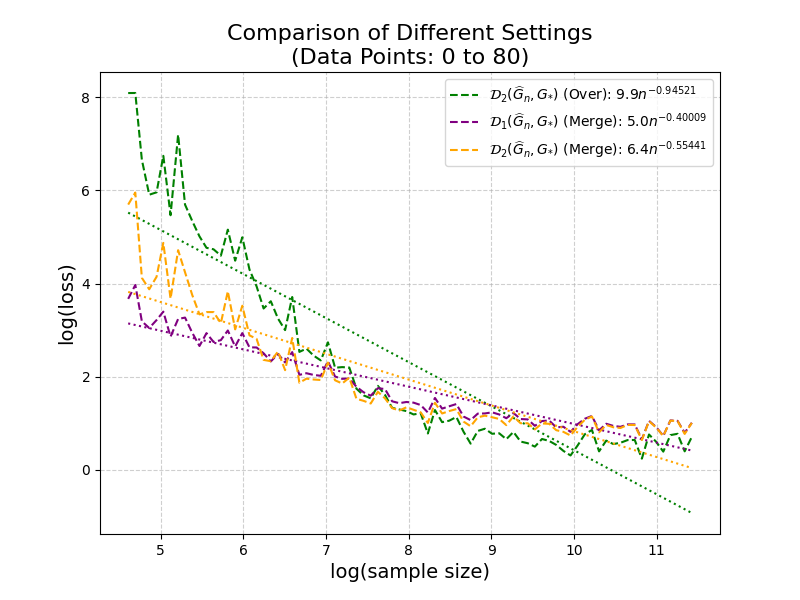 Comparison of Different Settings
(Data Points: 0 to 80)
𝒟₂(Ĝₙ, G�*) (Over): 9.9n⁻⁰·⁹⁴⁵²¹
𝒟₁(Ĝₙ, G�*) (Merge): 5.0n⁻⁰·⁴⁰⁰⁰⁹
𝒟₂(Ĝₙ, G₊) (Merge): 6.4n⁻⁰·⁵⁵⁴⁴¹
log(loss)
8
6
4
2
0
5 6 7 8 9 10 11
log(sample size)